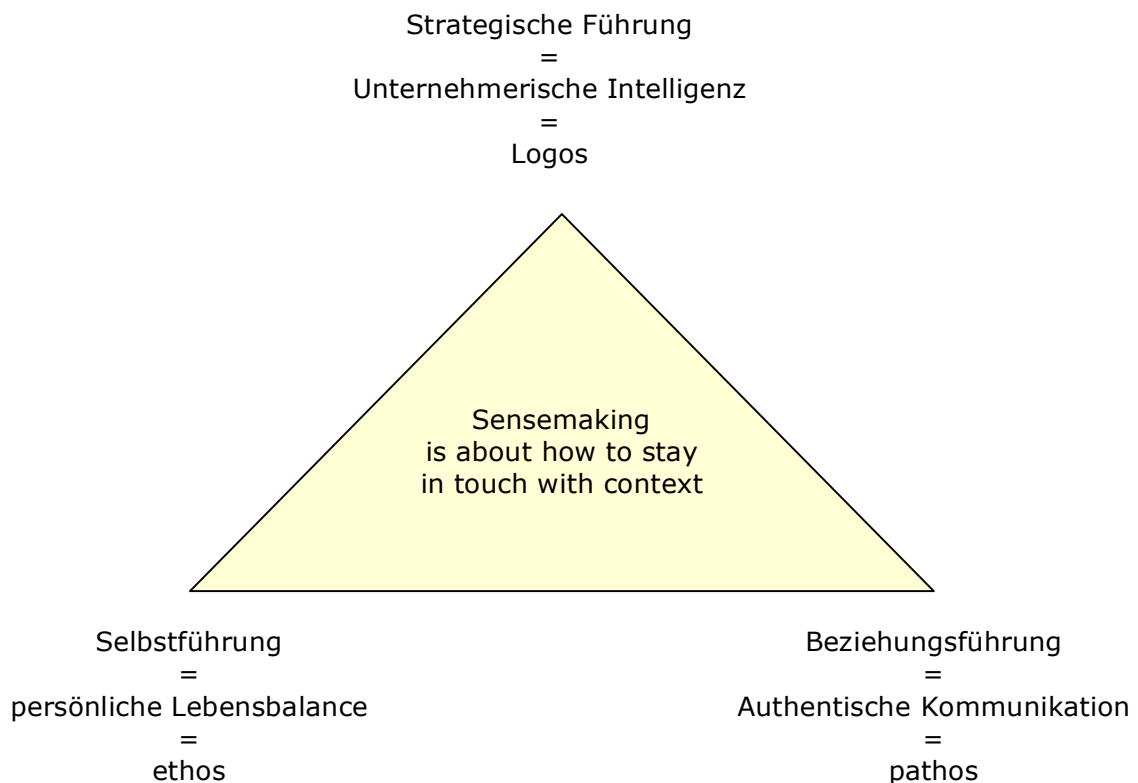 Strategische Führung
=
Unternehmerische Intelligenz
=
Logos
Sensemaking
is about how to stay
in touch with context
Selbstführung
=
persönliche Lebensbalance
=
ethos
Beziehungsführung
=
Authentische Kommunikation
=
pathos